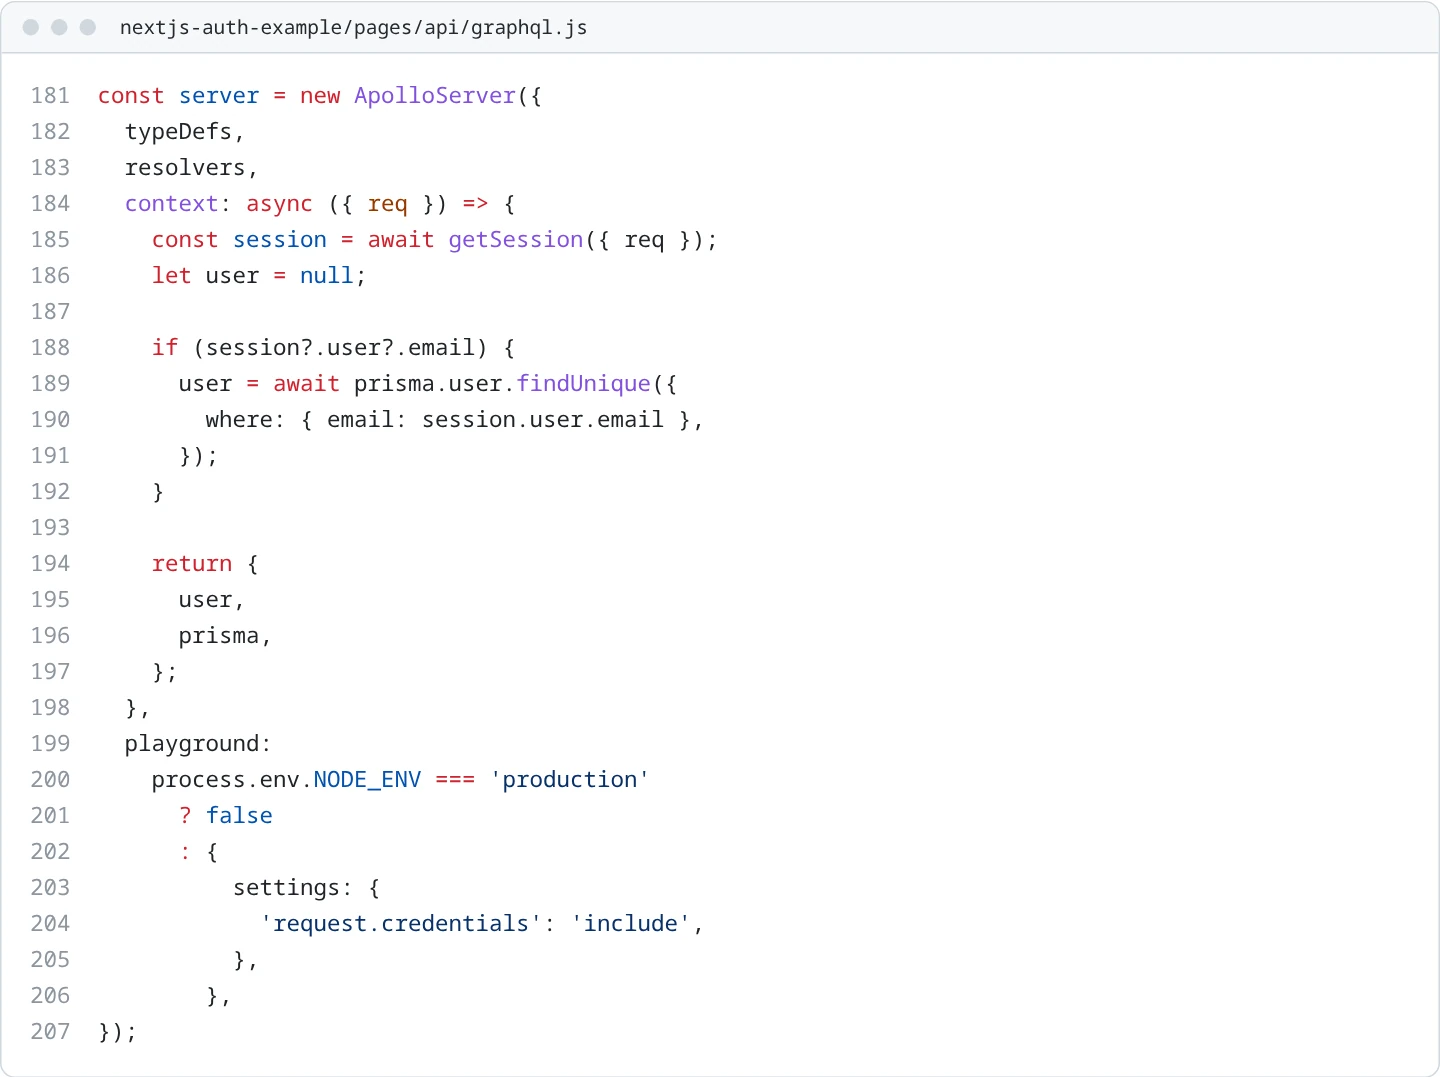 nextjs-auth-example/pages/api/graphql.js
181 const server = new ApolloServer({
182   typeDefs,
183   resolvers,
184   context: async ({ req }) => {
185     const session = await getSession({ req });
186     let user = null;
187
188     if (session?.user?.email) {
189       user = await prisma.user.findUnique({
190         where: { email: session.user.email },
191       });
192     }
193
194     return {
195       user,
196       prisma,
197     };
198   },
199   playground:
200     process.env.NODE_ENV === 'production'
201       ? false
202       : {
203           settings: {
204             'request.credentials': 'include',
205           },
206         },
207 });